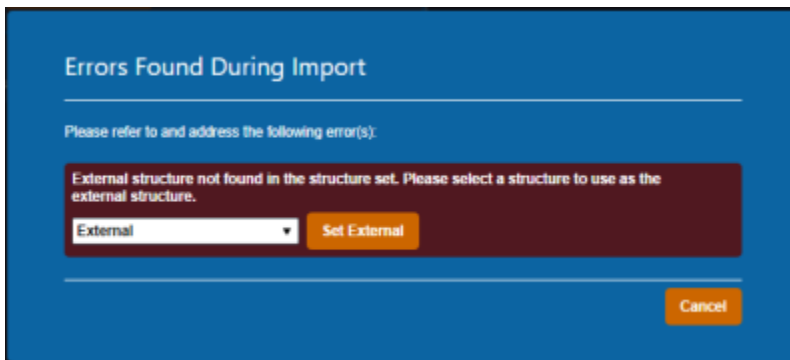 Errors Found During Import
Please refer to and address the following error(s):
External structure not found in the structure set. Please select a structure to use as the
external structure.
External
Set External
Cancel